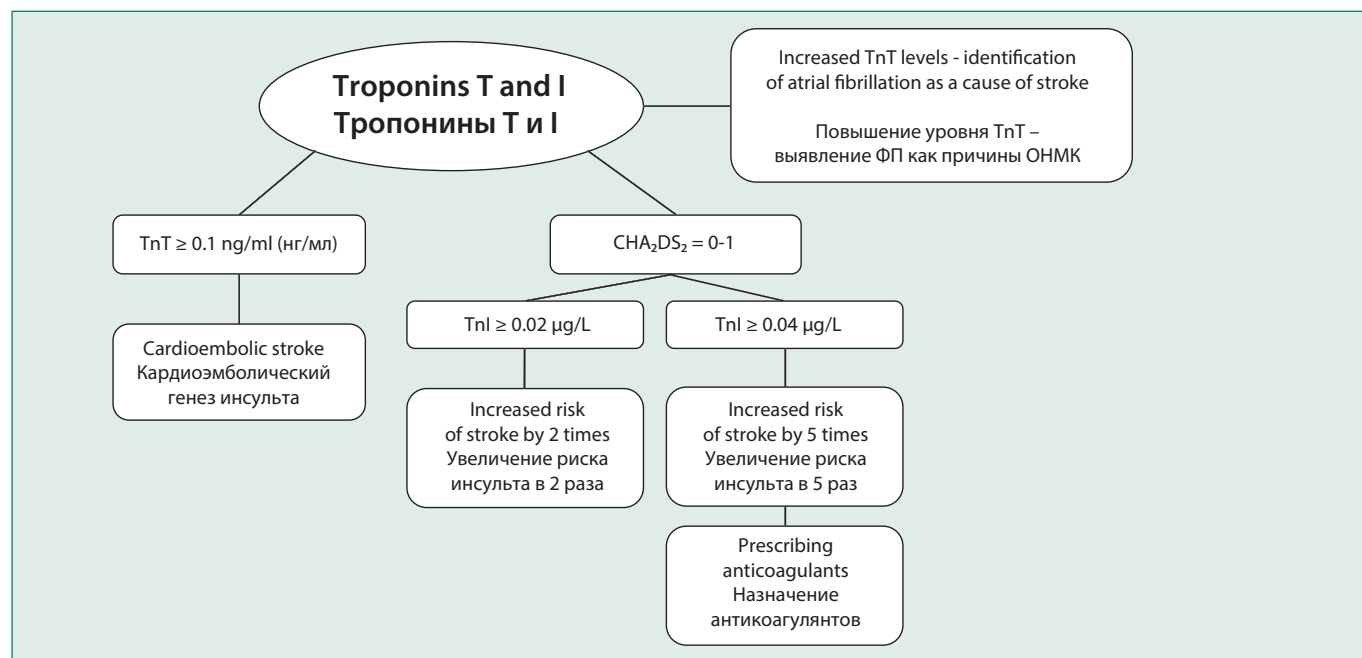 Troponins T and I
Тропонины T и I
Increased TnT levels - identification
of atrial fibrillation as a cause of stroke
Повышение уровня TnT –
выявление ФП как причины ОНМК
TnT ≥ 0.1 ng/ml (нг/мл)
CHA₂DS₂ = 0-1
Cardioembolic stroke
Кардиоэмболический
генез инсульта
TnI ≥ 0.02 µg/L
TnI ≥ 0.04 µg/L
Increased risk
of stroke by 2 times
Увеличение риска
инсульта в 2 раза
Increased risk
of stroke by 5 times
Увеличение риска
инсульта в 5 раз
Prescribing
anticoagulants
Назначение
антикоагулянтов